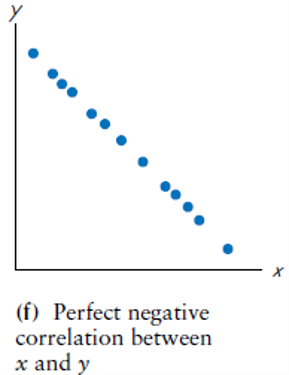 y
x
(f) Perfect negative
correlation between
x and y